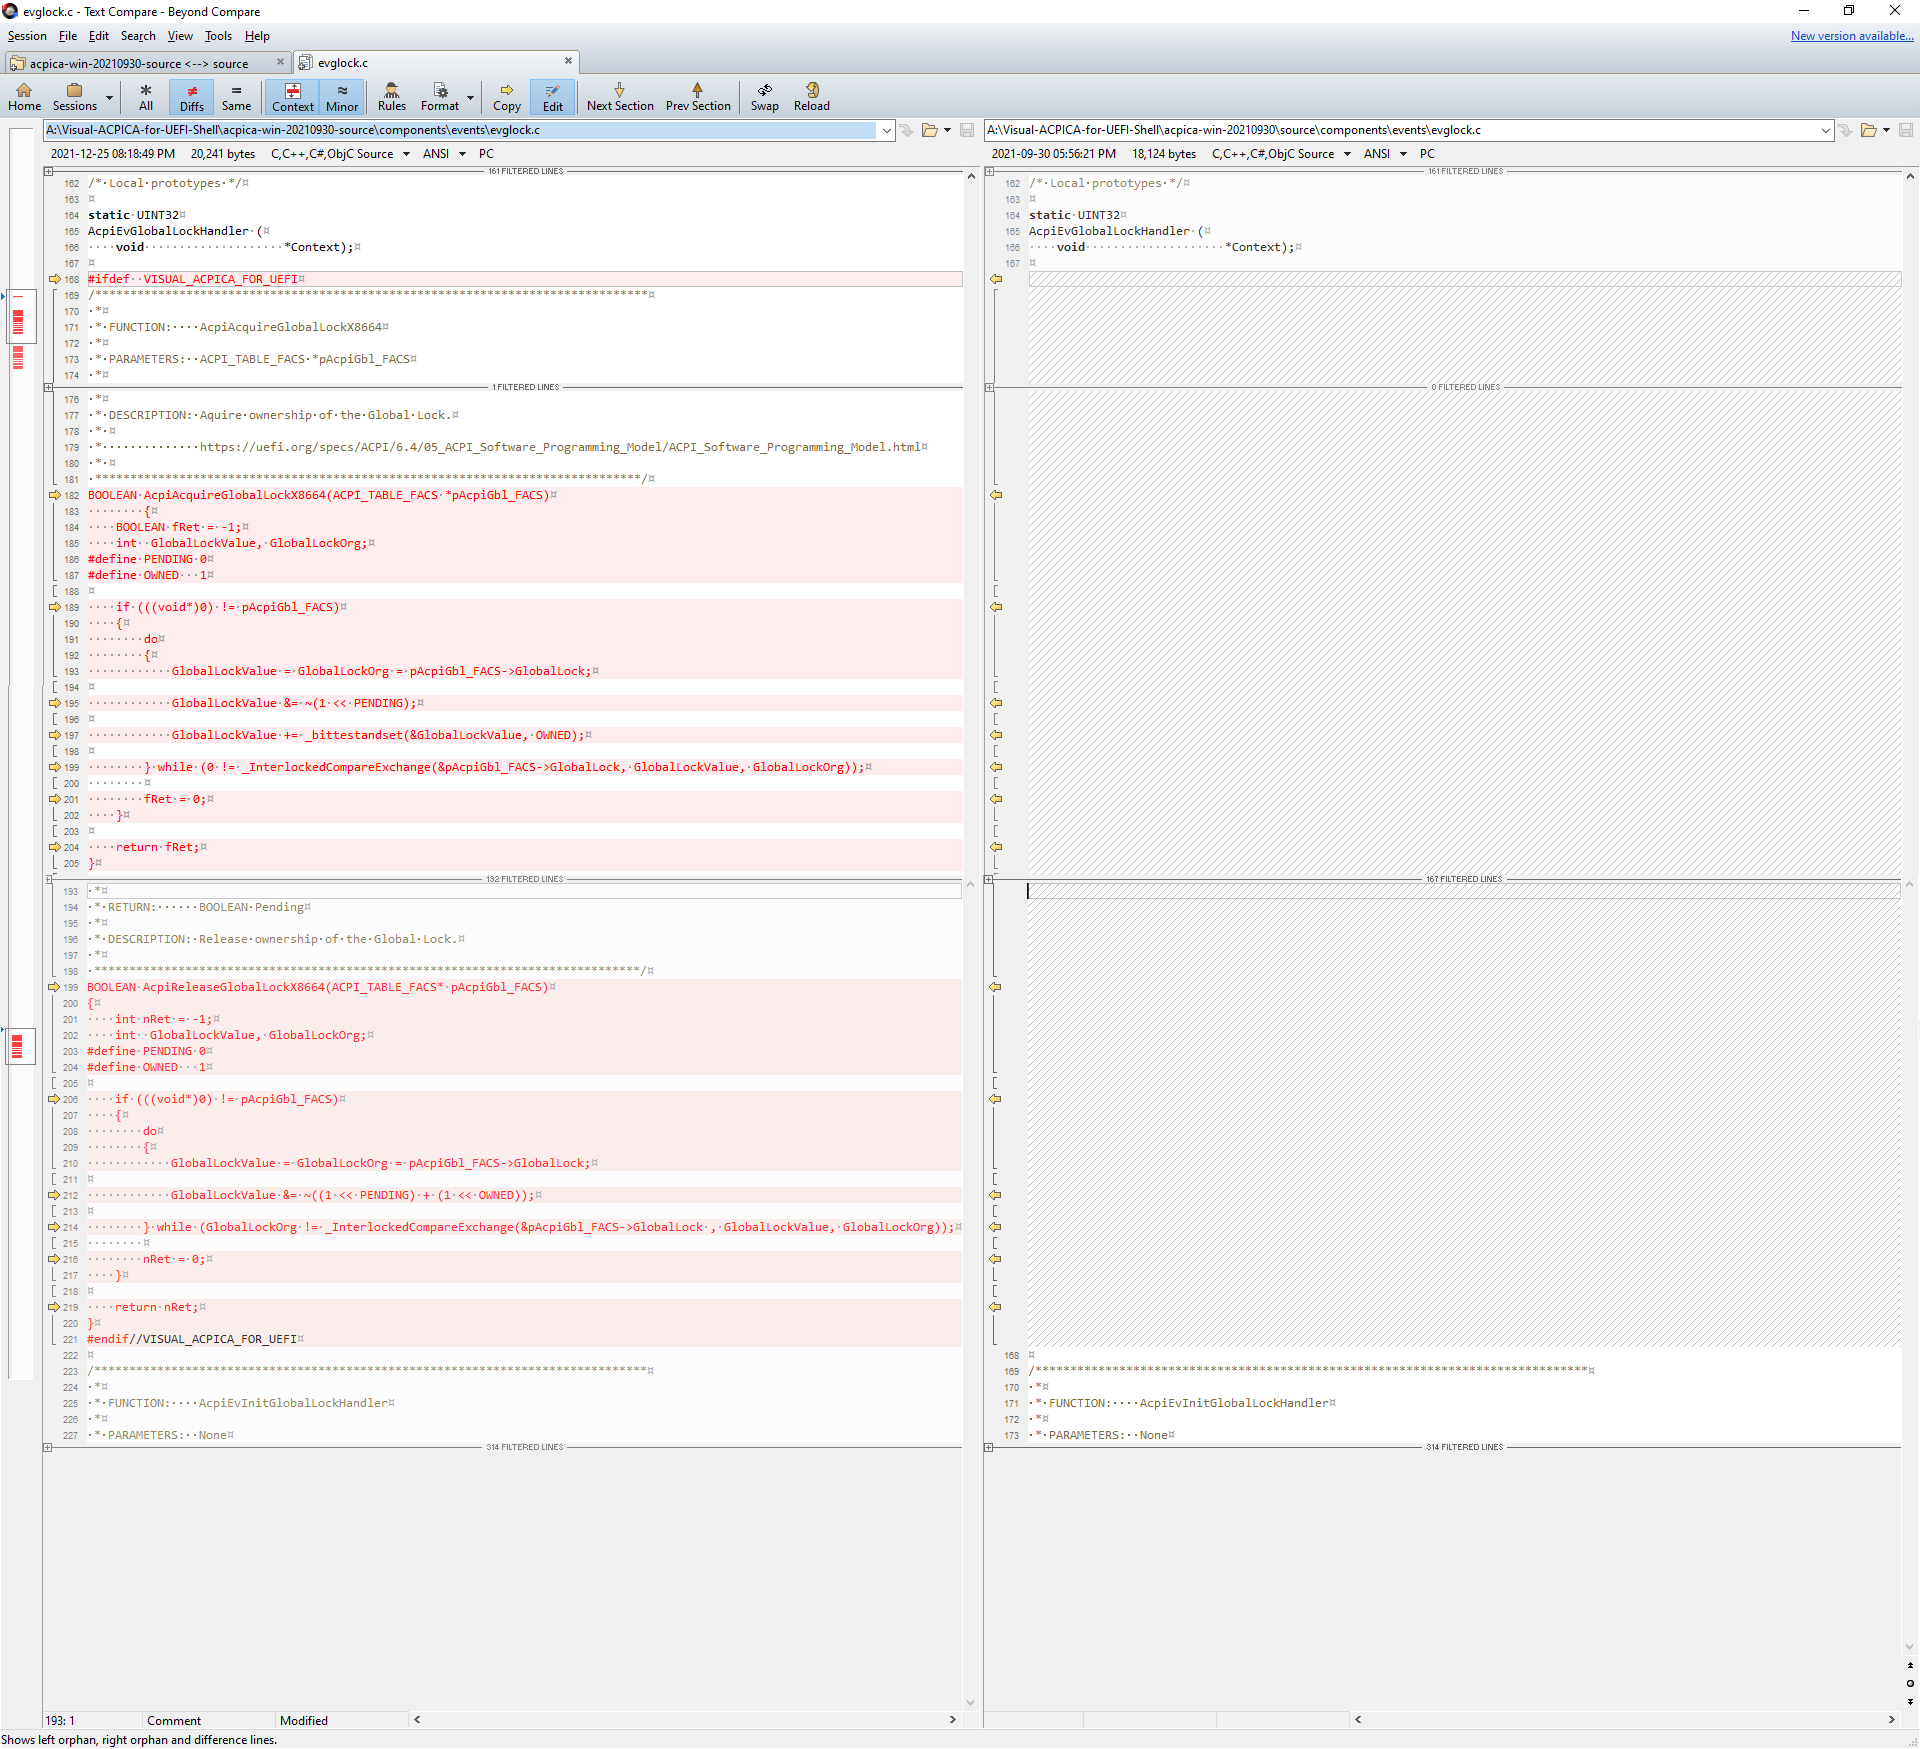 evglock.c - Text Compare - Beyond Compare
Session File Edit Search View Tools Help
New version available...
acpica-win-20210930-source <--> source
evglock.c
Home Sessions All Diffs Same Context Minor Rules Format Copy Edit Next Section Prev Section Swap Reload
A:\Visual-ACPICA-for-UEFI-Shell\acpica-win-20210930-source\components\events\evglock.c
2021-12-25 08:18:49 PM 20,241 bytes C,C++,C#,ObjC Source ANSI PC
161 FILTERED LINES
162 /*·Local·prototypes·*/¤
163 ¤
164 static·UINT32¤
165 AcpiEvGlobalLockHandler·(¤
166 ····void····················*Context);¤
167 ¤
168 #ifdef··VISUAL_ACPICA_FOR_UEFI¤
169 /*******************************************************************************¤
170 ·*¤
171 ·*·FUNCTION:····AcpiAcquireGlobalLockX8664¤
172 ·*¤
173 ·*·PARAMETERS:··ACPI_TABLE_FACS·*pAcpiGbl_FACS¤
174 ·*¤
1 FILTERED LINES
176 ·*¤
177 ·*·DESCRIPTION:·Aquire·ownership·of·the·Global·Lock.¤
178 ·*·¤
179 ·*··············https://uefi.org/specs/ACPI/6.4/05_ACPI_Software_Programming_Model/ACPI_Software_Programming_Model.html¤
180 ·*·¤
181 ·******************************************************************************/¤
182 BOOLEAN·AcpiAcquireGlobalLockX8664(ACPI_TABLE_FACS·*pAcpiGbl_FACS)¤
183 ········{¤
184 ····BOOLEAN·fRet·=·-1;¤
185 ····int··GlobalLockValue,·GlobalLockOrg;¤
186 #define·PENDING·0¤
187 #define·OWNED···1¤
188 ¤
189 ····if·(((void*)0)·!=·pAcpiGbl_FACS)¤
190 ····{¤
191 ········do¤
192 ········{¤
193 ············GlobalLockValue·=·GlobalLockOrg·=·pAcpiGbl_FACS->GlobalLock;¤
194 ¤
195 ············GlobalLockValue·&=·~(1·<<·PENDING);¤
196 ¤
197 ············GlobalLockValue·+=·_bittestandset(&GlobalLockValue,·OWNED);¤
198 ¤
199 ········}·while·(0·!=·_InterlockedCompareExchange(&pAcpiGbl_FACS->GlobalLock,·GlobalLockValue,·GlobalLockOrg));¤
200 ········¤
201 ········fRet·=·0;¤
202 ····}¤
203 ¤
204 ····return·fRet;¤
205 }¤
192 FILTERED LINES
193 ·*¤
194 ·*·RETURN:······BOOLEAN·Pending¤
195 ·*¤
196 ·*·DESCRIPTION:·Release·ownership·of·the·Global·Lock.¤
197 ·*¤
198 ·******************************************************************************/¤
199 BOOLEAN·AcpiReleaseGlobalLockX8664(ACPI_TABLE_FACS*·pAcpiGbl_FACS)¤
200 {¤
201 ····int·nRet·=·-1;¤
202 ····int··GlobalLockValue,·GlobalLockOrg;¤
203 #define·PENDING·0¤
204 #define·OWNED···1¤
205 ¤
206 ····if·(((void*)0)·!=·pAcpiGbl_FACS)¤
207 ····{¤
208 ········do¤
209 ········{¤
210 ············GlobalLockValue·=·GlobalLockOrg·=·pAcpiGbl_FACS->GlobalLock;¤
211 ¤
212 ············GlobalLockValue·&=·~((1·<<·PENDING)·+·(1·<<·OWNED));¤
213 ¤
214 ········}·while·(GlobalLockOrg·!=·_InterlockedCompareExchange(&pAcpiGbl_FACS->GlobalLock·,·GlobalLockValue,·GlobalLockOrg));¤
215 ········¤
216 ········nRet·=·0;¤
217 ····}¤
218 ¤
219 ····return·nRet;¤
220 }¤
221 #endif//VISUAL_ACPICA_FOR_UEFI¤
222 ¤
223 /*******************************************************************************¤
224 ·*¤
225 ·*·FUNCTION:····AcpiEvInitGlobalLockHandler¤
226 ·*¤
227 ·*·PARAMETERS:··None¤
314 FILTERED LINES
193: 1 Comment Modified
A:\Visual-ACPICA-for-UEFI-Shell\acpica-win-20210930\source\components\events\evglock.c
2021-09-30 05:56:21 PM 18,124 bytes C,C++,C#,ObjC Source ANSI PC
161 FILTERED LINES
162 /*·Local·prototypes·*/¤
163 ¤
164 static·UINT32¤
165 AcpiEvGlobalLockHandler·(¤
166 ····void····················*Context);¤
167 ¤
0 FILTERED LINES
167 FILTERED LINES
168 ¤
169 /*******************************************************************************¤
170 ·*¤
171 ·*·FUNCTION:····AcpiEvInitGlobalLockHandler¤
172 ·*¤
173 ·*·PARAMETERS:··None¤
314 FILTERED LINES
Shows left orphan, right orphan and difference lines.